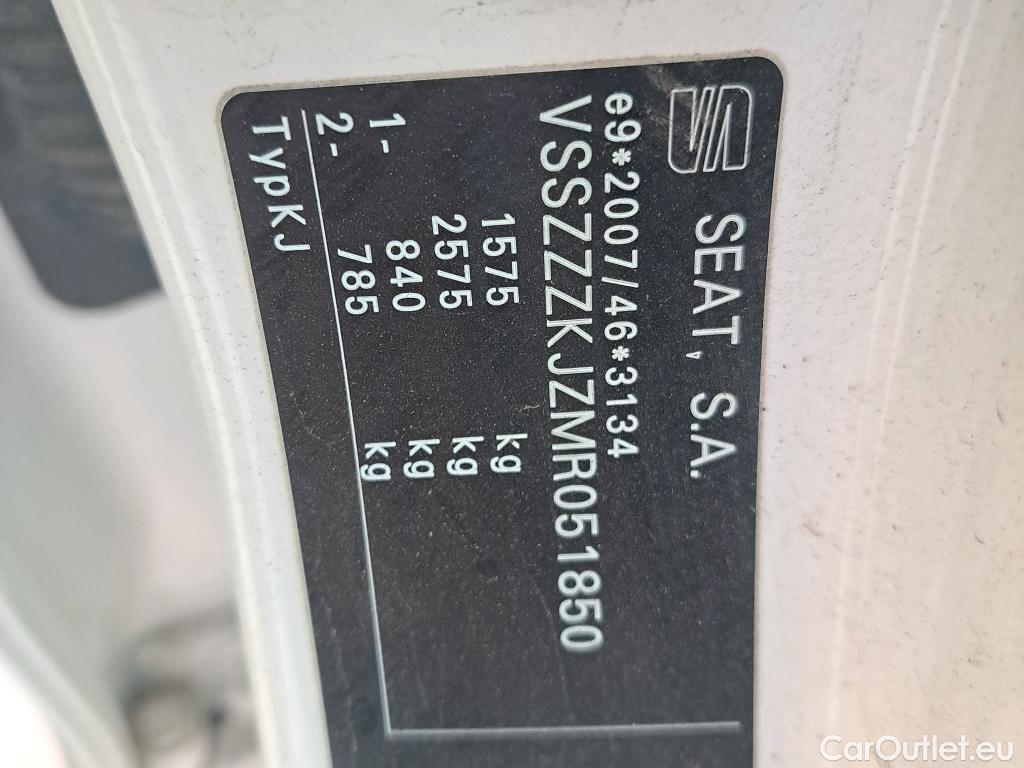 SEAT, S.A.
e9*2007/46*3134
VSSZZZKJZMR051850
1575 kg
2575 kg
1- 840 kg
2- 785 kg
TypKJ
CarOutlet.eu